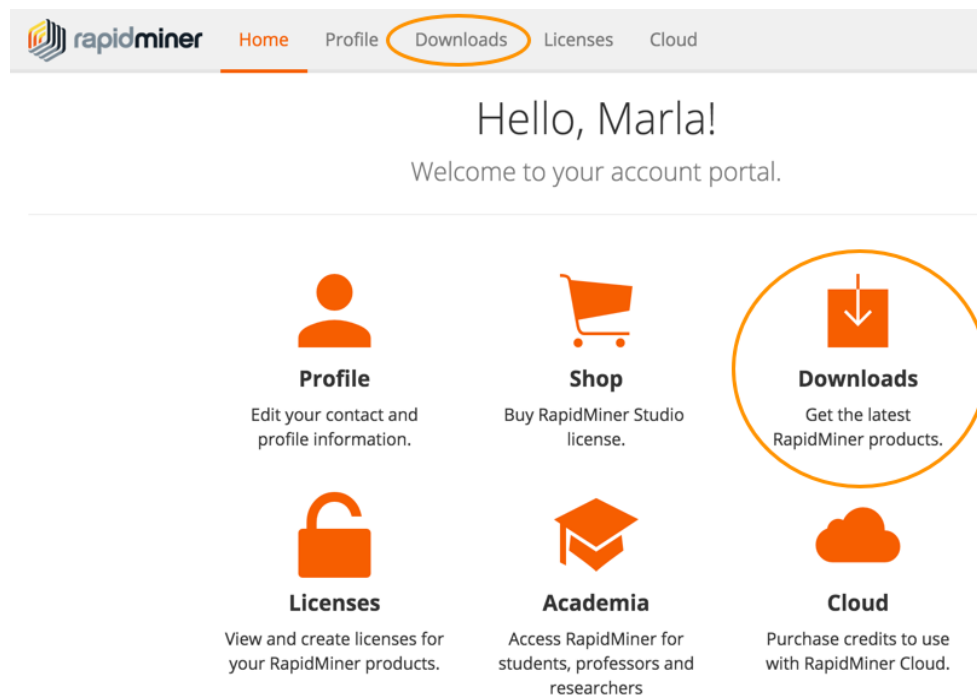 rapidminer Home Profile Downloads Licenses Cloud
Hello, Marla!
Welcome to your account portal.
Profile
Edit your contact and
profile information.
Shop
Buy RapidMiner Studio
license.
Downloads
Get the latest
RapidMiner products.
Licenses
View and create licenses for
your RapidMiner products.
Academia
Access RapidMiner for
students, professors and
researchers
Cloud
Purchase credits to use
with RapidMiner Cloud.